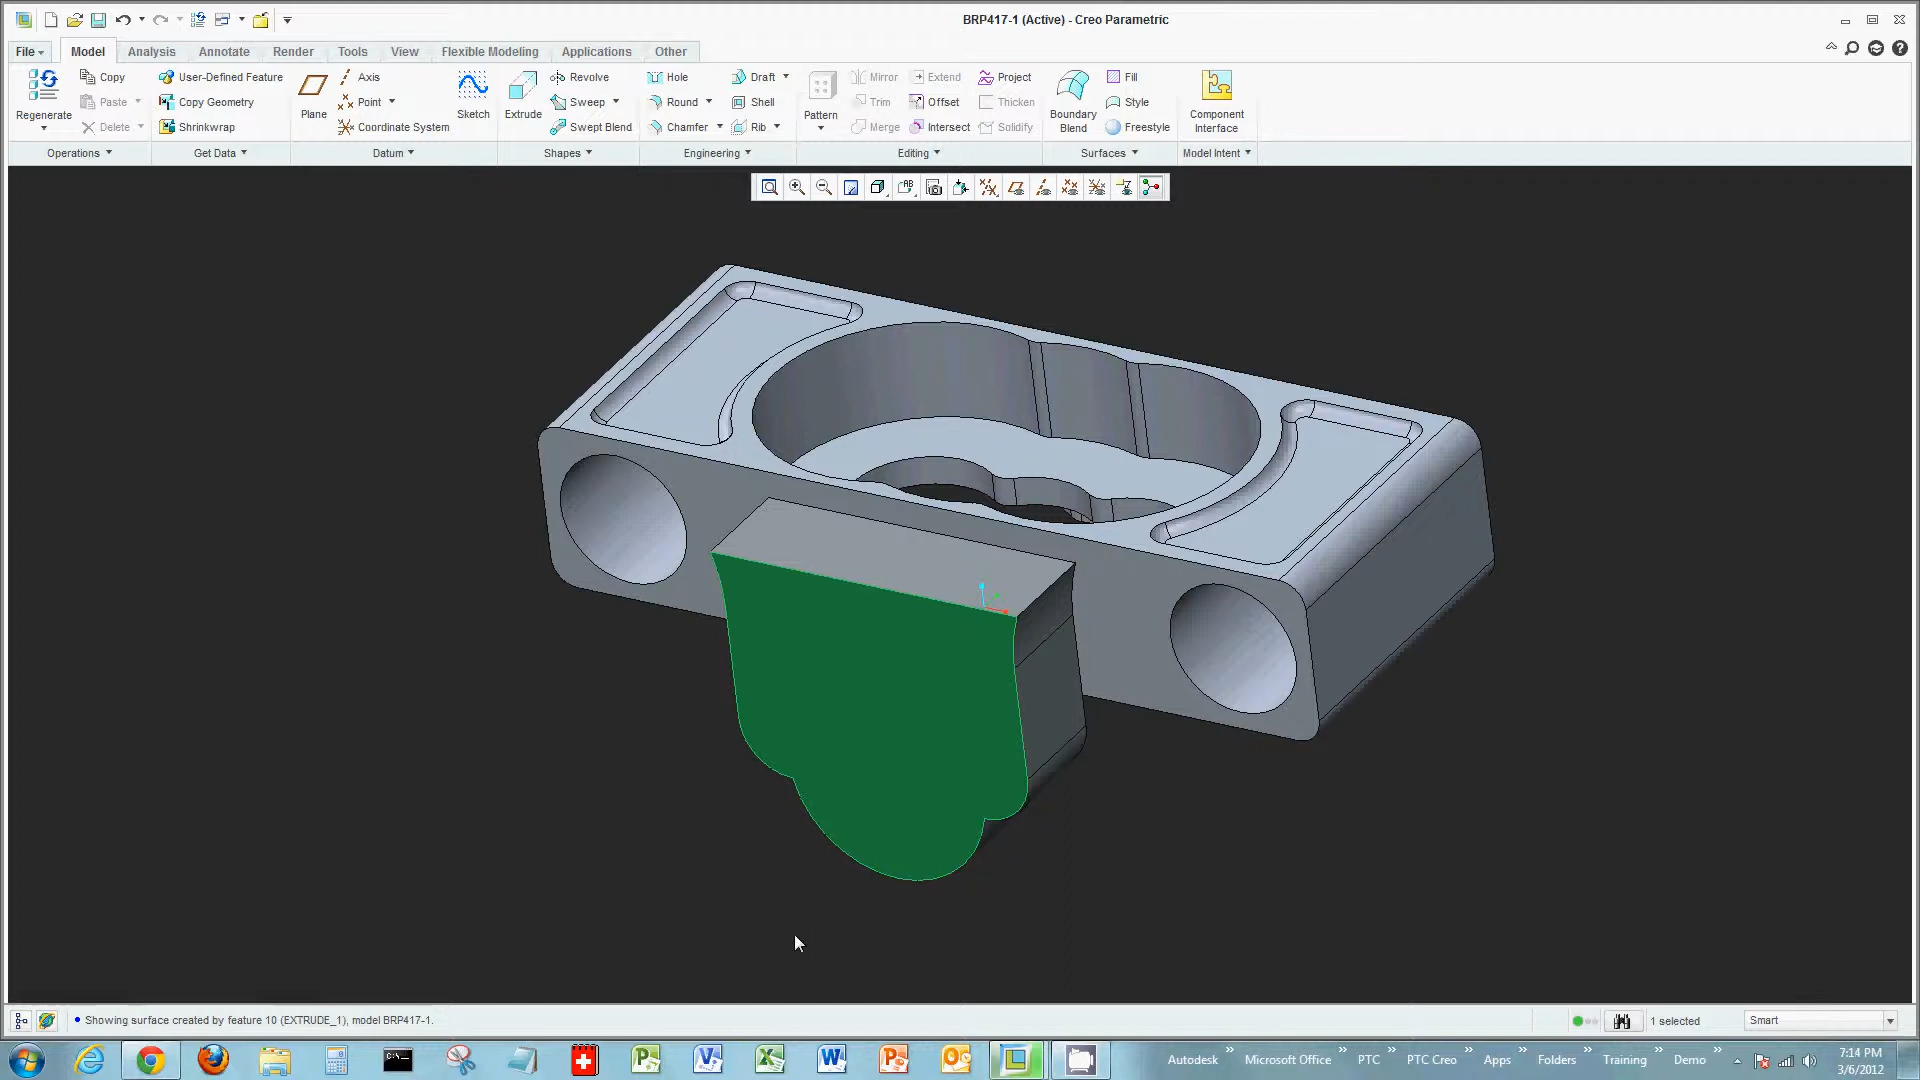 BRP417-1 (Active) - Creo Parametric
File
Model
Analysis
Annotate
Render
Tools
View
Flexible Modeling
Applications
Other
Regenerate
Copy
Paste
Delete
User-Defined Feature
Copy Geometry
Shrinkwrap
Plane
Axis
Point
Coordinate System
Sketch
Extrude
Revolve
Sweep
Swept Blend
Hole
Round
Chamfer
Draft
Shell
Rib
Pattern
Mirror
Trim
Merge
Extend
Offset
Intersect
Project
Thicken
Solidify
Boundary
Blend
Fill
Style
Freestyle
Component
Interface
Operations
Get Data
Datum
Shapes
Engineering
Editing
Surfaces
Model Intent
Showing surface created by feature 10 (EXTRUDE_1), model BRP417-1.
1 selected
Smart
Autodesk
Microsoft Office
PTC
PTC Creo
Apps
Folders
Training
Demo
7:14 PM
3/6/2012